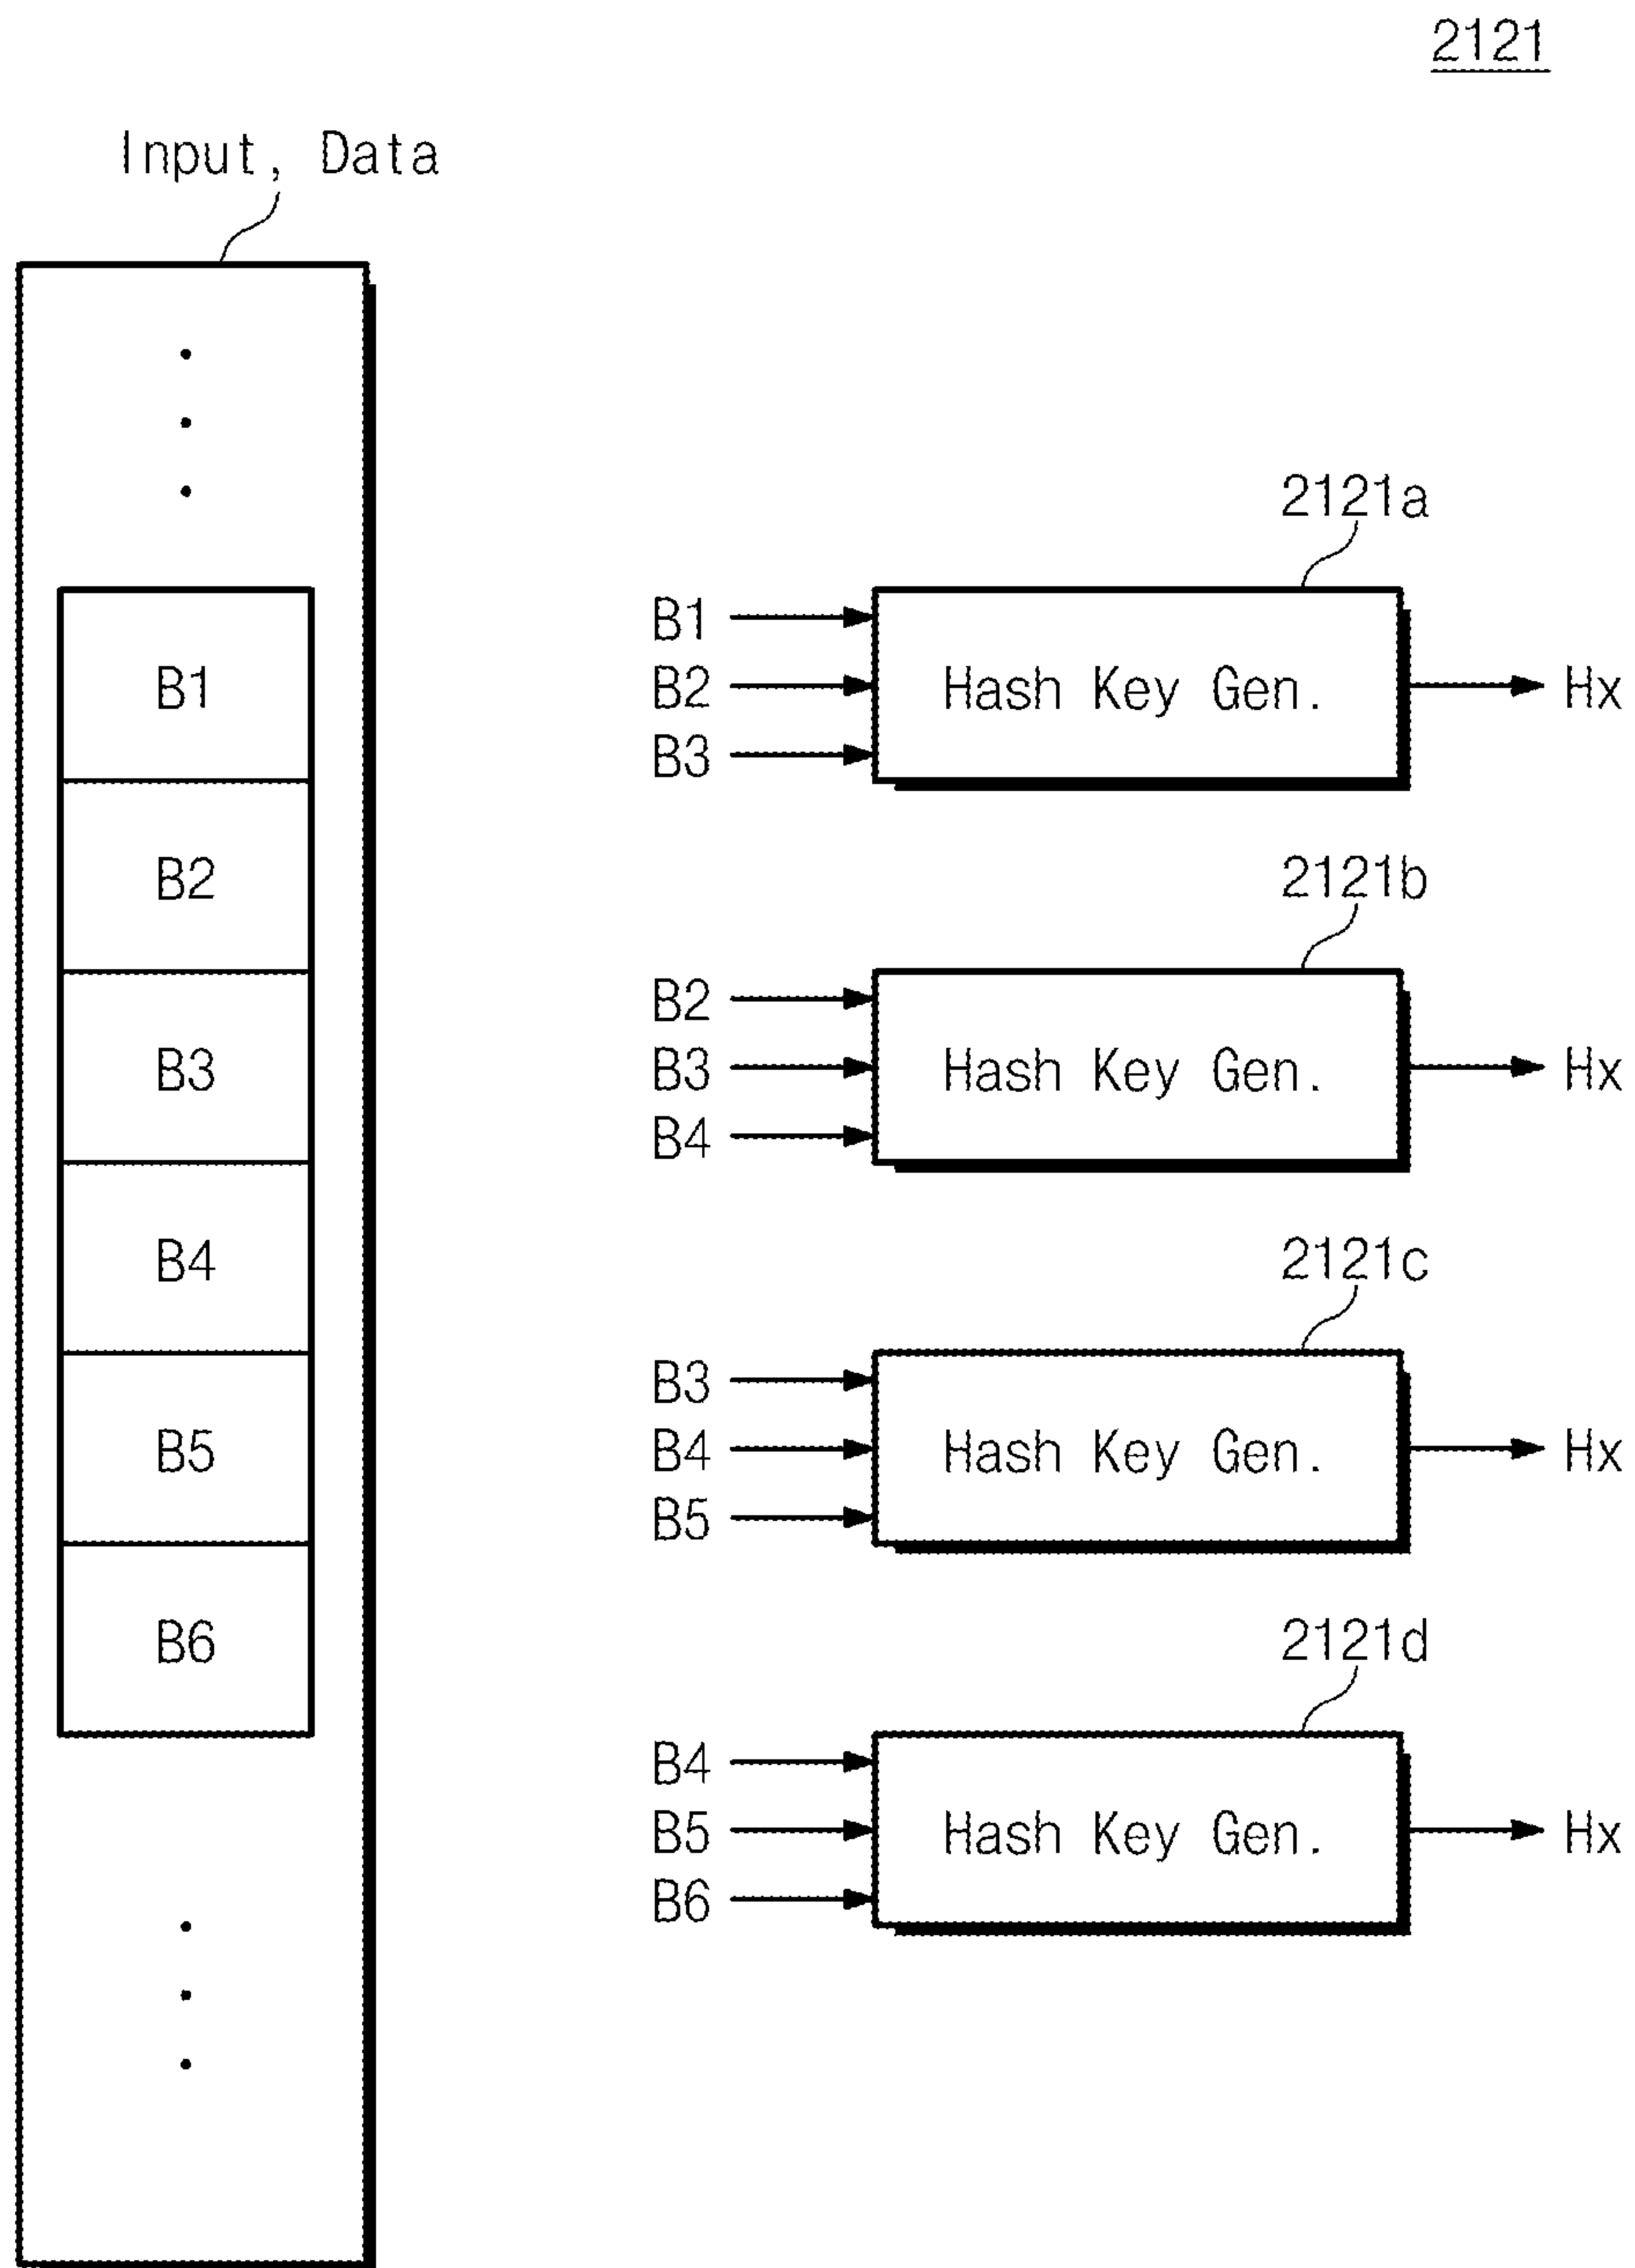 2121
Input, Data
B1
B2
B3
B4
B5
B6
2121a
B1
B2
B3
Hash Key Gen.
Hx
2121b
B2
B3
B4
Hash Key Gen.
Hx
2121c
B3
B4
B5
Hash Key Gen.
Hx
2121d
B4
B5
B6
Hash Key Gen.
Hx